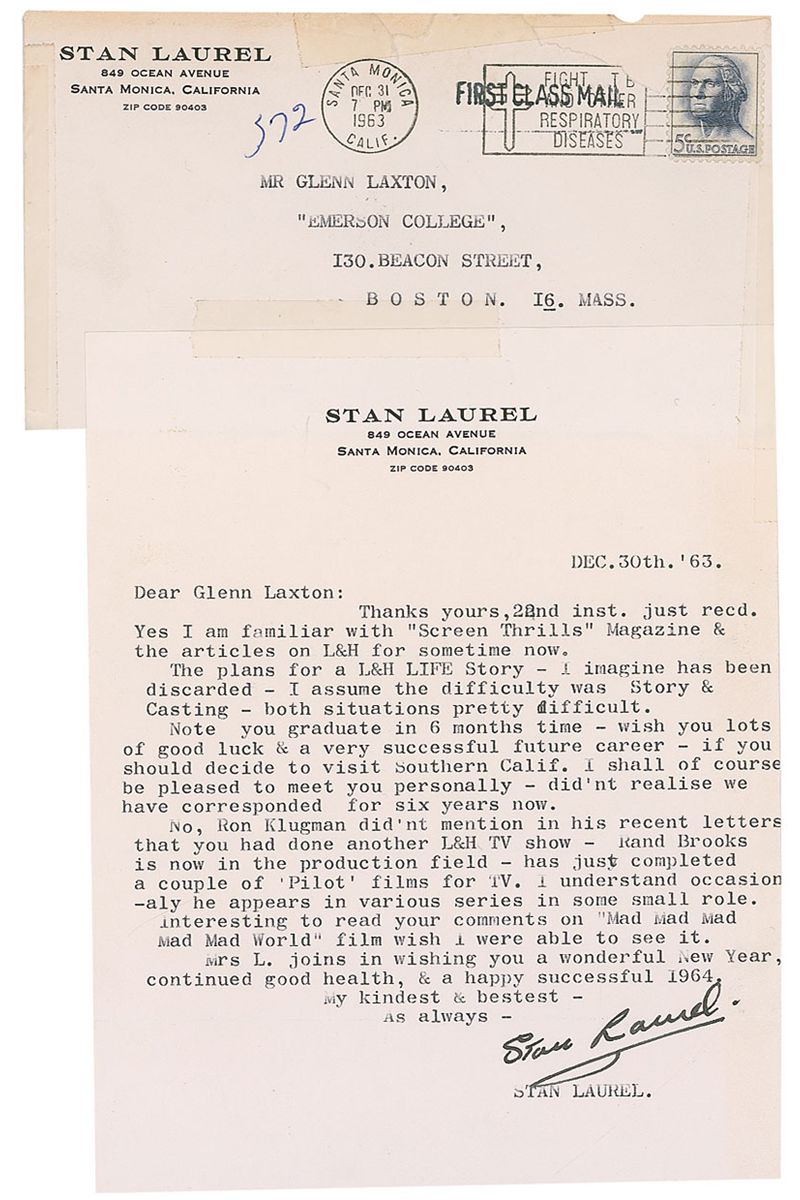 STAN LAUREL
849 OCEAN AVENUE
SANTA MONICA, CALIFORNIA
ZIP CODE 90403
572
SANTA MONICA
DEC 31
7 PM
1963
CALIF.
FIRST CLASS MAIL
FIGHT TB
AND OTHER
RESPIRATORY
DISEASES
5¢ U.S. POSTAGE
MR GLENN LAXTON,
"EMERSON COLLEGE",
I30.BEACON STREET,
B O S T O N. I6. MASS.
STAN LAUREL
849 OCEAN AVENUE
SANTA MONICA, CALIFORNIA
ZIP CODE 90403
DEC.30th.'63.
Dear Glenn Laxton:
Thanks yours,22nd inst. just recd.
Yes I am familiar with "Screen Thrills" Magazine &
the articles on L&H for sometime now.
The plans for a L&H LIFE Story - I imagine has been
discarded - I assume the difficulty was Story &
Casting - both situations pretty difficult.
Note you graduate in 6 months time - wish you lots
of good luck & a very successful future career - if you
should decide to visit Southern Calif. I shall of course
be pleased to meet you personally - did'nt realise we
have corresponded for six years now.
No, Ron Klugman did'nt mention in his recent letters
that you had done another L&H TV show - Rand Brooks
is now in the production field - has just completed
a couple of 'Pilot' films for TV. I understand occasion
-aly he appears in various series in some small role.
Interesting to read your comments on "Mad Mad Mad
Mad Mad World" film wish I were able to see it.
Mrs L. joins in wishing you a wonderful New Year,
continued good health, & a happy successful I964.
My kindest & bestest -
As always -
Stan Laurel.
STAN LAUREL.